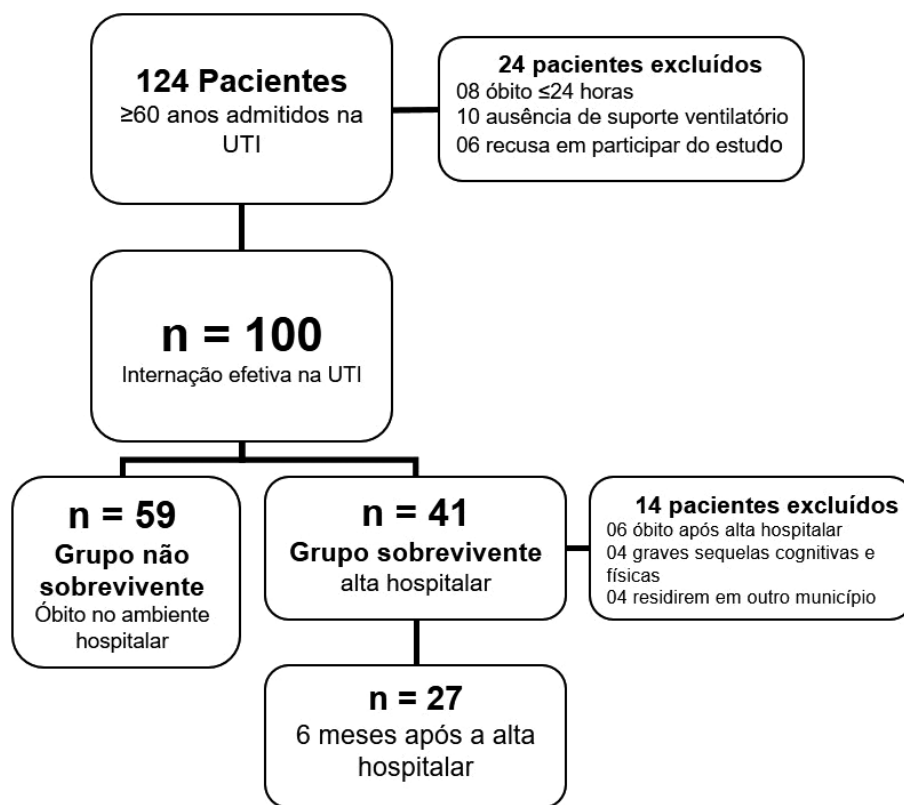 124 Pacientes
≥60 anos admitidos na
UTI
24 pacientes excluídos
08 óbito ≤24 horas
10 ausência de suporte ventilatório
06 recusa em participar do estudo
n = 100
Internação efetiva na UTI
n = 59
Grupo não
sobrevivente
Óbito no ambiente
hospitalar
n = 41
Grupo sobrevivente
alta hospitalar
14 pacientes excluídos
06 óbito após alta hospitalar
04 graves sequelas cognitivas e
físicas
04 residirem em outro município
n = 27
6 meses após a alta
hospitalar